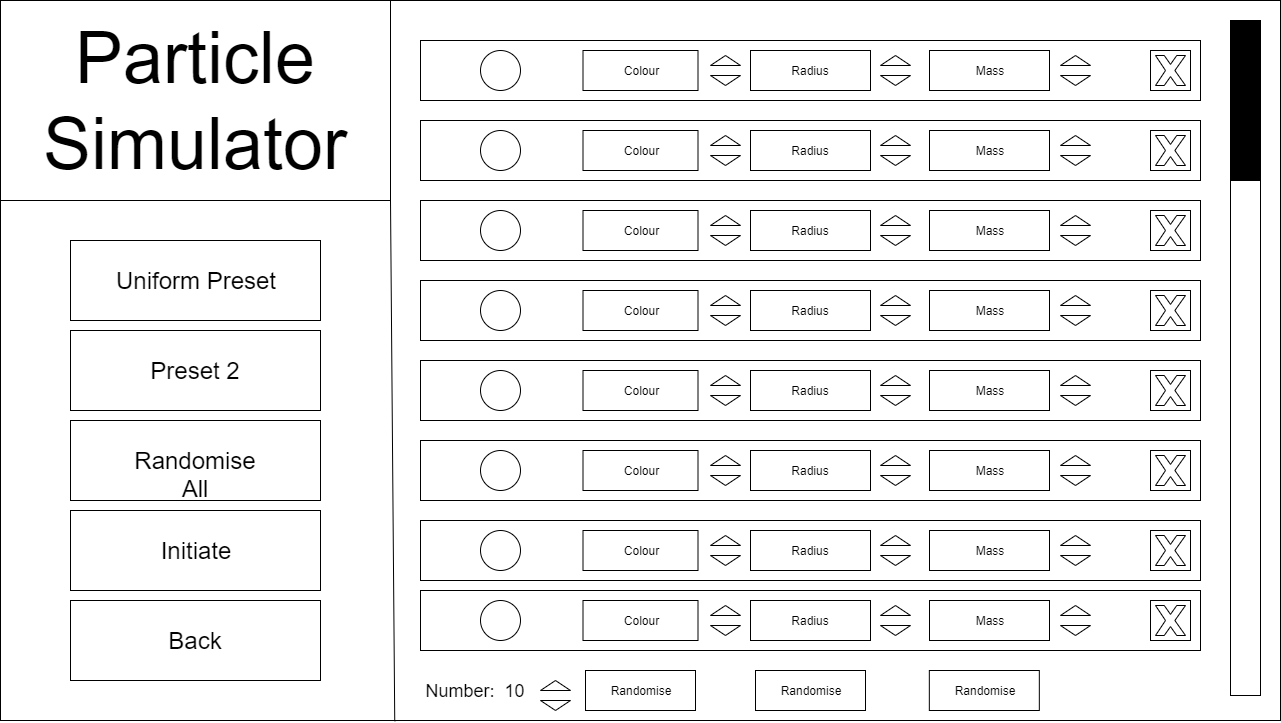 Particle
Simulator
Uniform Preset
Preset 2
Randomise
All
Initiate
Back
Colour Radius Mass X
Colour Radius Mass X
Colour Radius Mass X
Colour Radius Mass X
Colour Radius Mass X
Colour Radius Mass X
Colour Radius Mass X
Colour Radius Mass X
Number: 10 Randomise Randomise Randomise